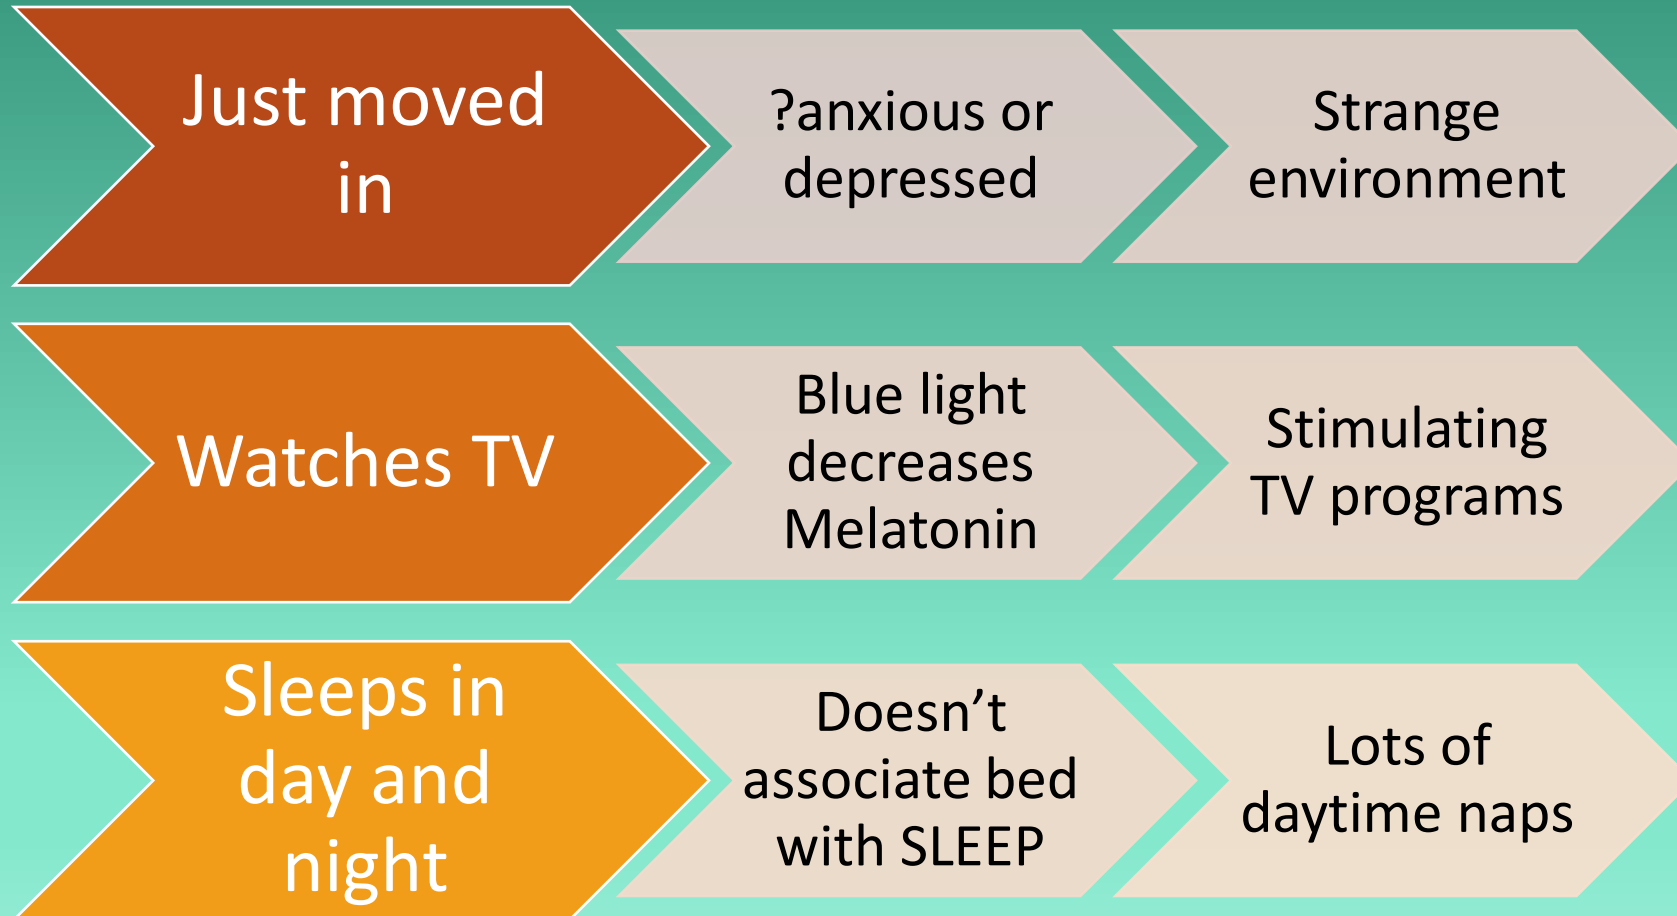 Just moved
in
?anxious or
depressed
Strange
environment
Watches TV
Blue light
decreases
Melatonin
Stimulating
TV programs
Sleeps in
day and
night
Doesn’t
associate bed
with SLEEP
Lots of
daytime naps